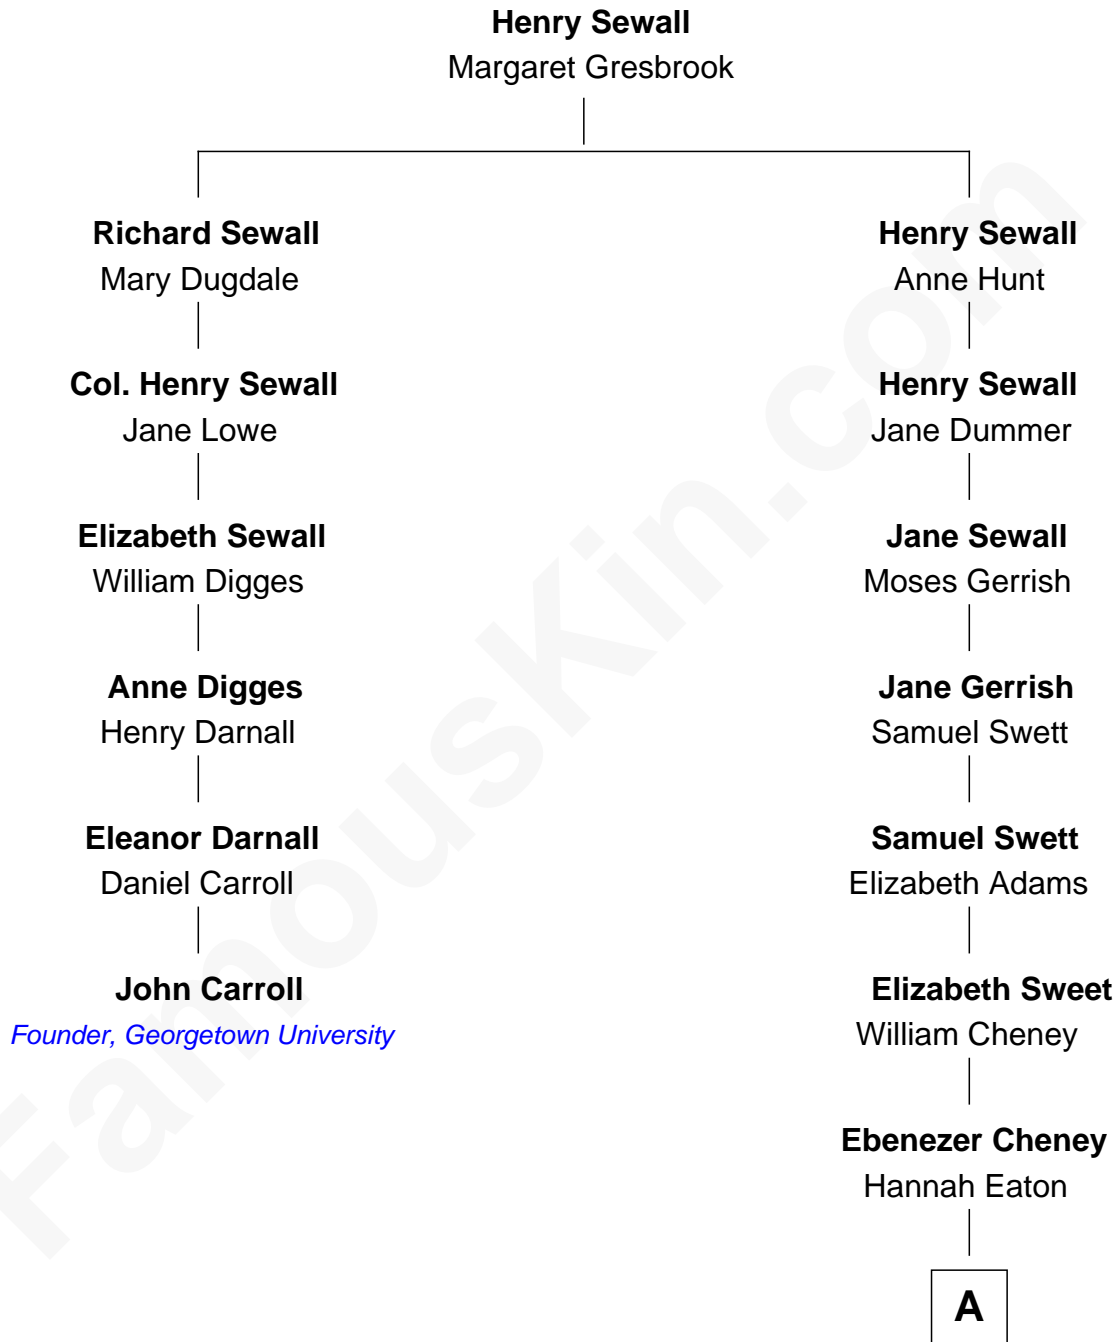 Henry Sewall
Margaret Gresbrook
Richard Sewall
Mary Dugdale
Henry Sewall
Anne Hunt
Col. Henry Sewall
Jane Lowe
Henry Sewall
Jane Dummer
Elizabeth Sewall
William Digges
Jane Sewall
Moses Gerrish
Anne Digges
Henry Darnall
Jane Gerrish
Samuel Swett
Eleanor Darnall
Daniel Carroll
Samuel Swett
Elizabeth Adams
John Carroll
Founder, Georgetown University
Elizabeth Sweet
William Cheney
Ebenezer Cheney
Hannah Eaton
A
FamousKin.com